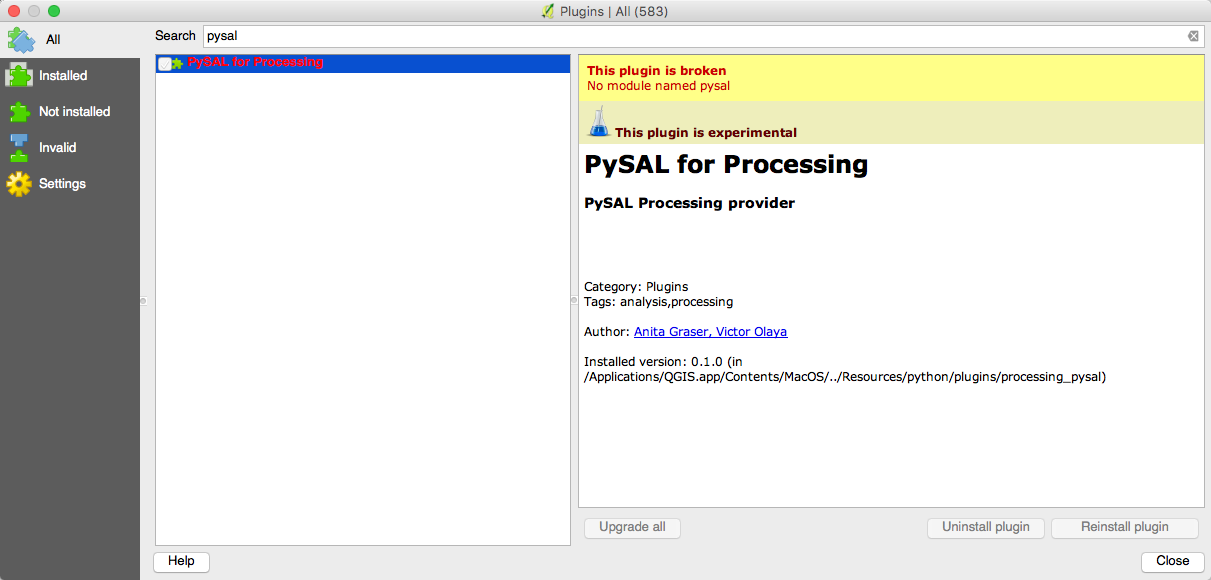 Plugins | All (583)
All
Installed
Not installed
Invalid
Settings
Search pysal
PySAL for Processing
This plugin is broken
No module named pysal
This plugin is experimental
PySAL for Processing
PySAL Processing provider
Category: Plugins
Tags: analysis,processing
Author: Anita Graser, Victor Olaya
Installed version: 0.1.0 (in
/Applications/QGIS.app/Contents/MacOS/../Resources/python/plugins/processing_pysal)
Upgrade all Uninstall plugin Reinstall plugin
Help Close